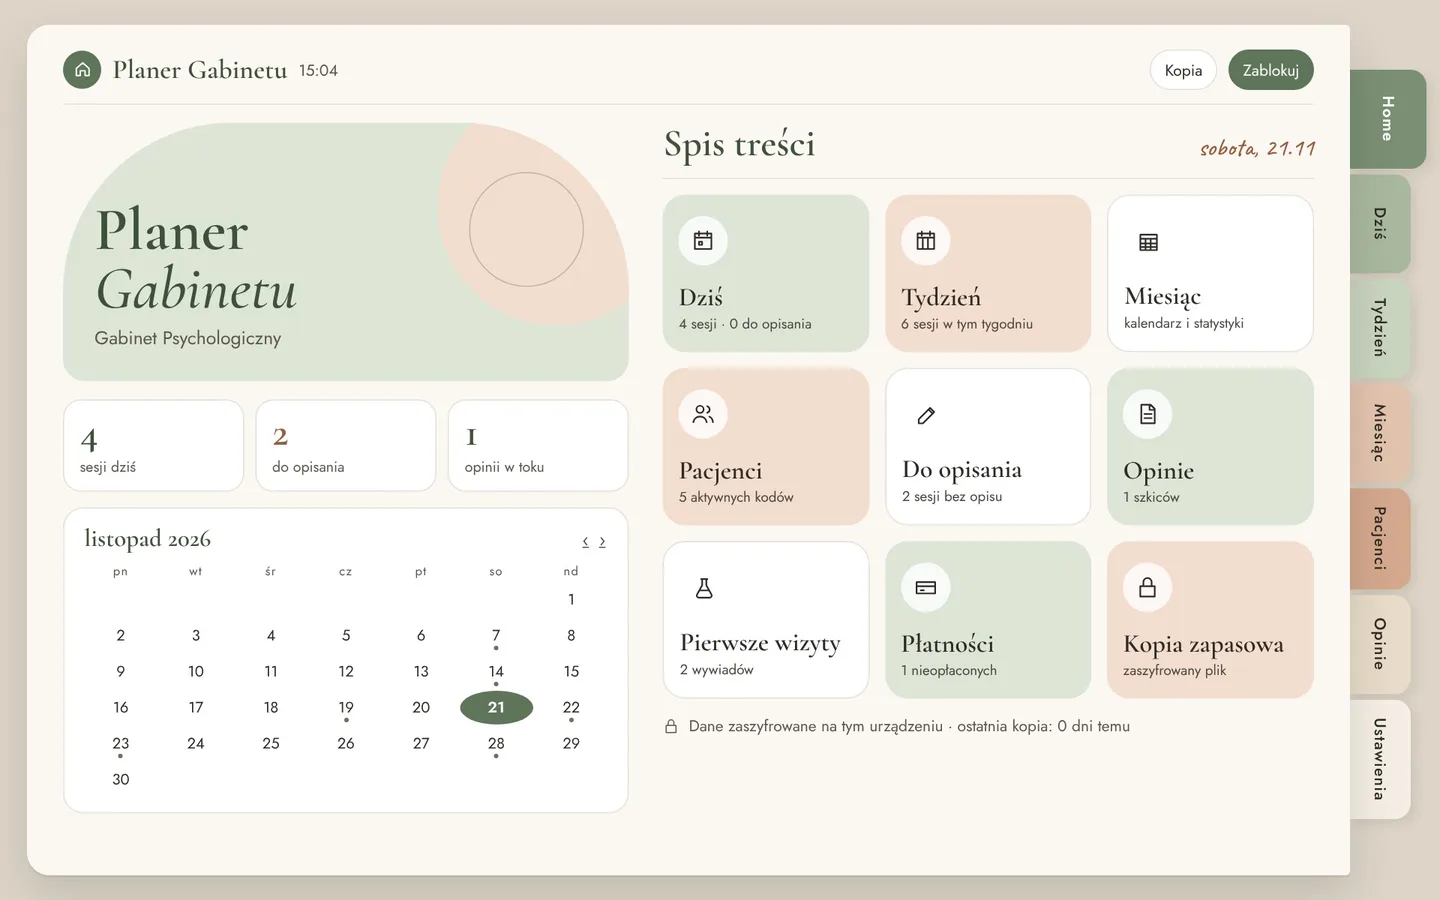 Planer Gabinetu 15:04
Kopia
Zablokuj
Planer
Gabinetu
Gabinet Psychologiczny
4
sesji dziś
2
do opisania
1
opinii w toku
listopad 2026
‹ ›
pn wt śr cz pt so nd
1
2 3 4 5 6 7 8
9 10 11 12 13 14 15
16 17 18 19 20 21 22
23 24 25 26 27 28 29
30
Spis treści
sobota, 21.11
Dziś
4 sesji · 0 do opisania
Tydzień
6 sesji w tym tygodniu
Miesiąc
kalendarz i statystyki
Pacjenci
5 aktywnych kodów
Do opisania
2 sesji bez opisu
Opinie
1 szkiców
Pierwsze wizyty
2 wywiadów
Płatności
1 nieopłaconych
Kopia zapasowa
zaszyfrowany plik
Dane zaszyfrowane na tym urządzeniu · ostatnia kopia: 0 dni temu
Home
Dziś
Tydzień
Miesiąc
Pacjenci
Opinie
Ustawienia